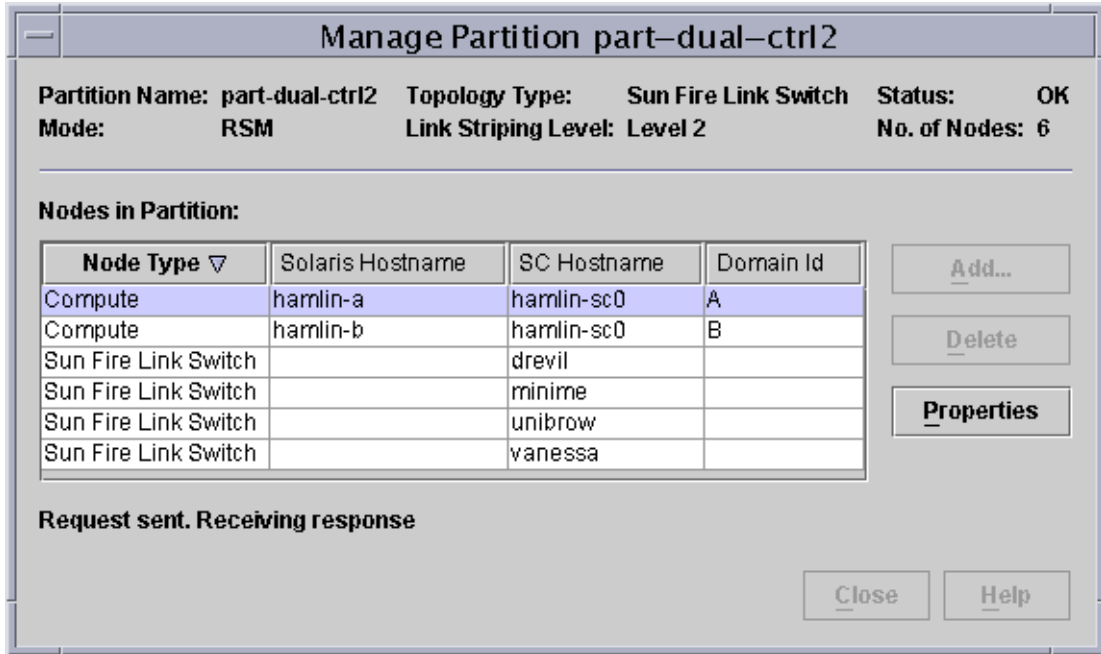 Manage Partition part–dual–ctrl2
Partition Name: part-dual-ctrl2 Topology Type: Sun Fire Link Switch Status: OK
Mode: RSM Link Striping Level: Level 2 No. of Nodes: 6
Nodes in Partition:
Node Type Solaris Hostname SC Hostname Domain Id
Compute hamlin-a hamlin-sc0 A
Compute hamlin-b hamlin-sc0 B
Sun Fire Link Switch drevil
Sun Fire Link Switch minime
Sun Fire Link Switch unibrow
Sun Fire Link Switch vanessa
Add...
Delete
Properties
Request sent. Receiving response
Close Help